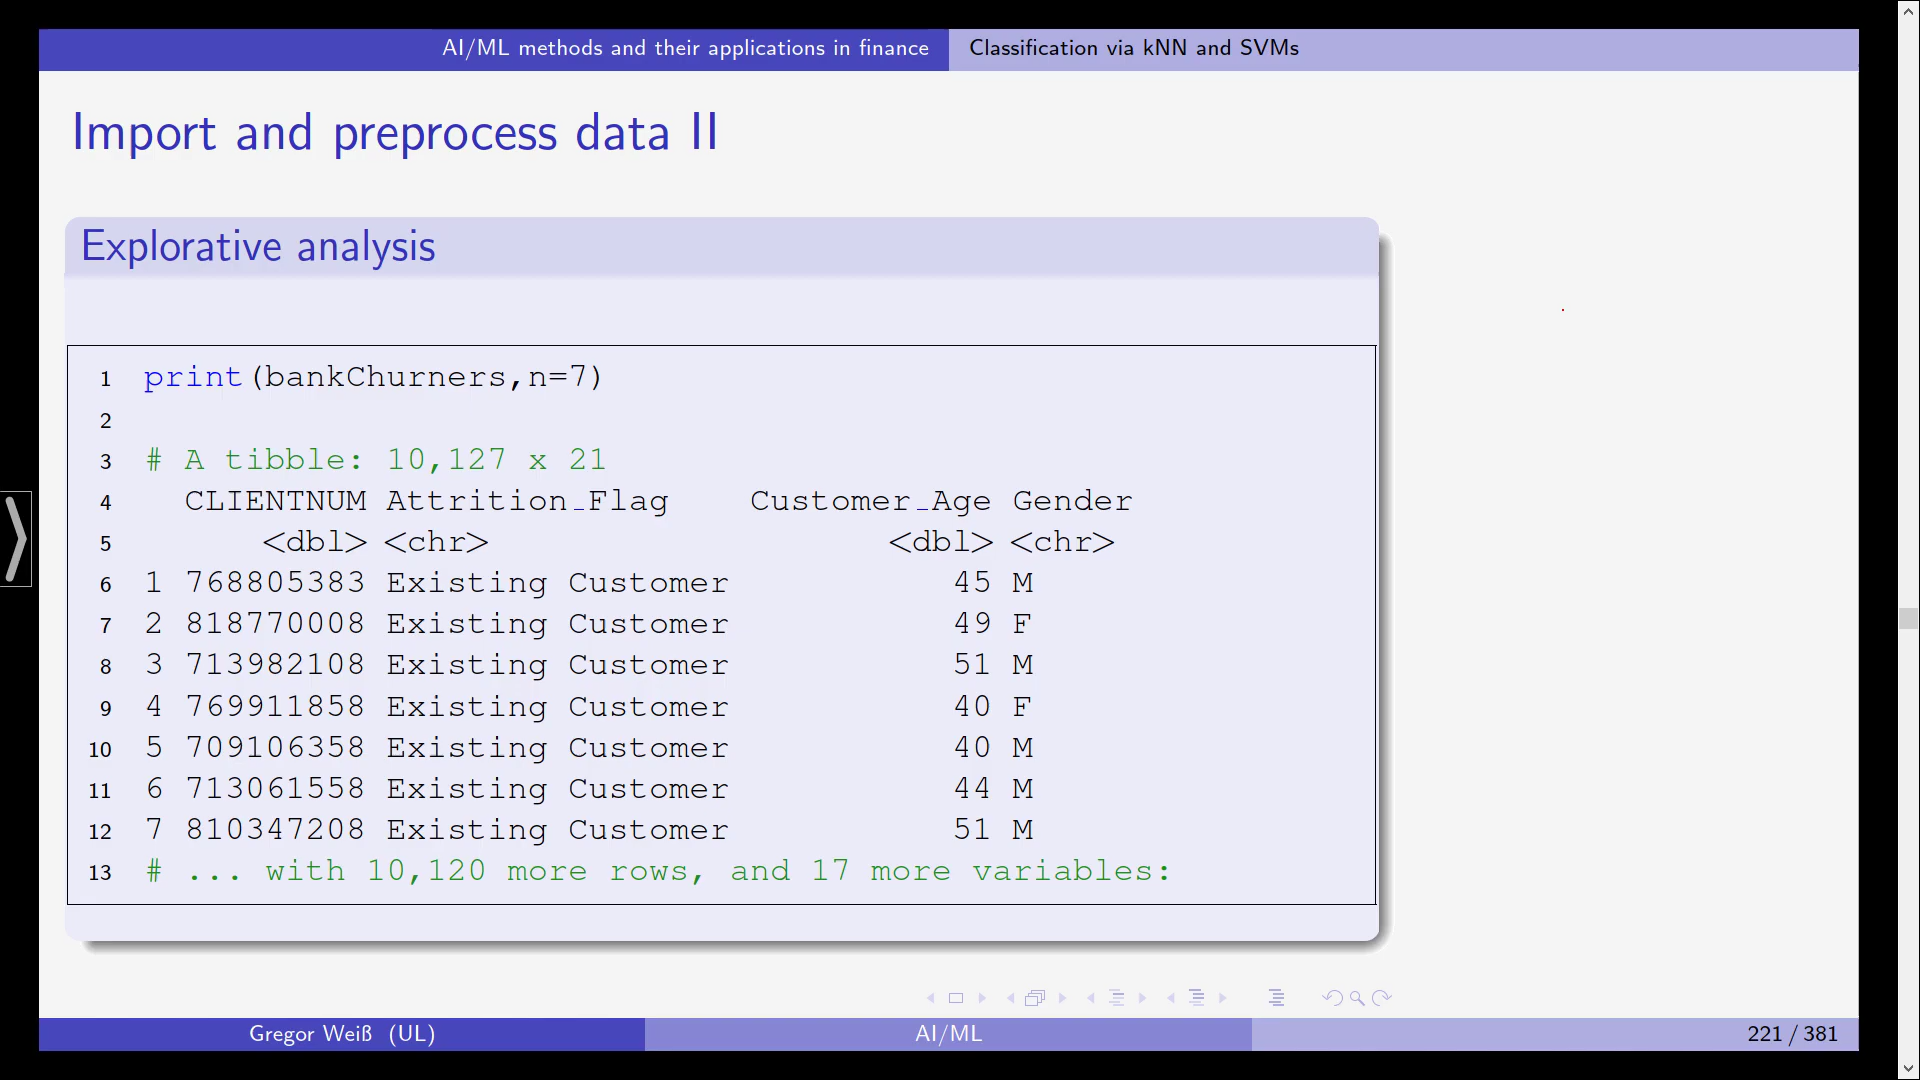 AI/ML methods and their applications in finance Classification via kNN and SVMs
Import and preprocess data II
Explorative analysis
1 print(bankChurners,n=7)
2
3 # A tibble: 10,127 x 21
4 CLIENTNUM Attrition_Flag Customer_Age Gender
5 <dbl> <chr> <dbl> <chr>
6 1 768805383 Existing Customer 45 M
7 2 818770008 Existing Customer 49 F
8 3 713982108 Existing Customer 51 M
9 4 769911858 Existing Customer 40 F
10 5 709106358 Existing Customer 40 M
11 6 713061558 Existing Customer 44 M
12 7 810347208 Existing Customer 51 M
13 # ... with 10,120 more rows, and 17 more variables:
Gregor Weiß (UL) AI/ML 221 / 381